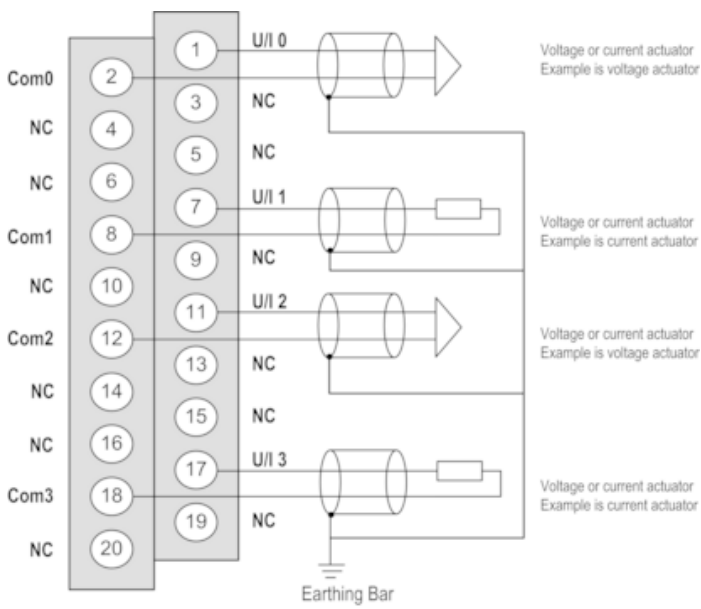 1 U/I 0 Voltage or current actuator
Com0 2 Example is voltage actuator
3 NC
NC 4
5 NC
NC 6
7 U/I 1 Voltage or current actuator
Com1 8 Example is current actuator
9 NC
NC 10
11 U/I 2 Voltage or current actuator
Com2 12 Example is voltage actuator
13 NC
NC 14
15 NC
NC 16
17 U/I 3 Voltage or current actuator
Com3 18 Example is current actuator
19 NC
NC 20
Earthing Bar